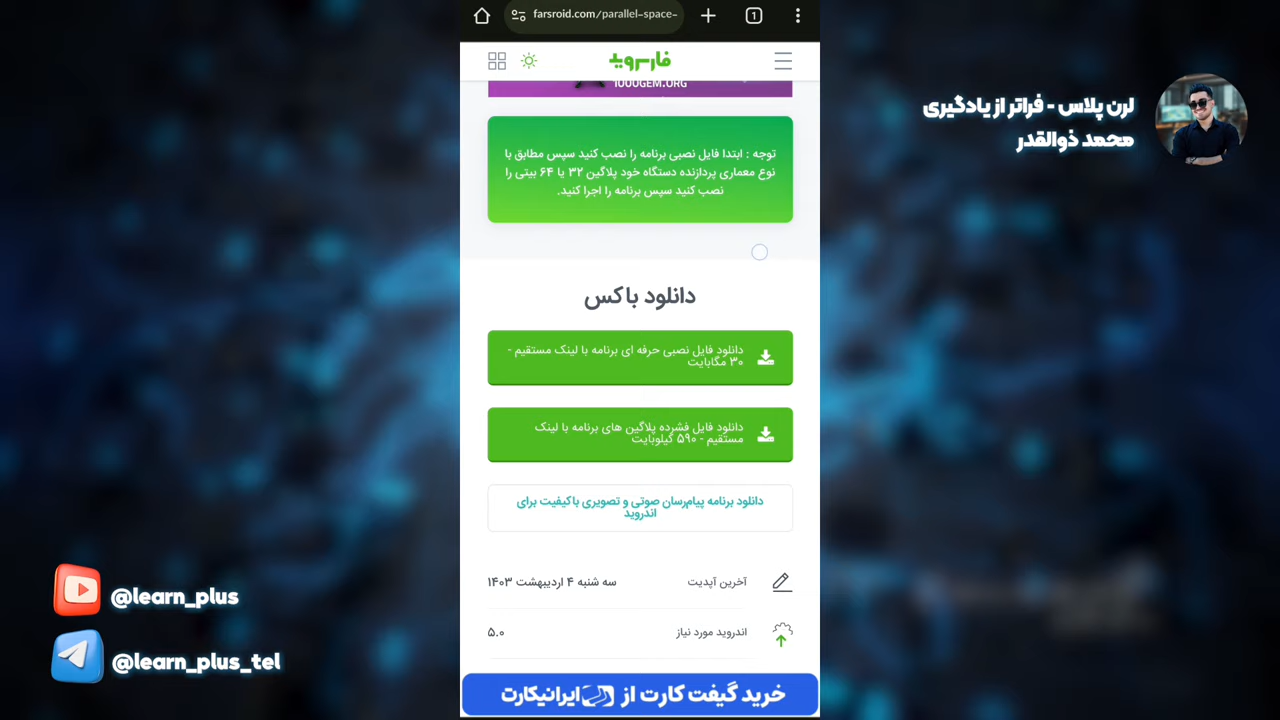 farsroid.com/parallel-space-
1
فارسروید
1000GEM.ORG
توجه : ابتدا فایل نصبی برنامه را نصب کنید سپس مطابق با
نوع معماری پردازنده دستگاه خود پلاگین ۳۲ یا ۶۴ بیتی را
نصب کنید سپس برنامه را اجرا کنید.
دانلود باکس
دانلود فایل نصبی حرفه ای برنامه با لینک مستقیم -
۳۰ مگابایت
دانلود فایل فشرده پلاگین های برنامه با لینک
مستقیم - ۵۹۰ کیلوبایت
دانلود برنامه پیام‌رسان صوتی و تصویری باکیفیت برای
اندروید
آخرین آپدیت
سه شنبه ۴ اردیبهشت ۱۴۰۳
اندروید مورد نیاز
۵.۰
خرید گیفت کارت از ایرانیکارت
لرن پلاس - فراتر از یادگیری
محمد ذوالقدر
@learn_plus
@learn_plus_tel